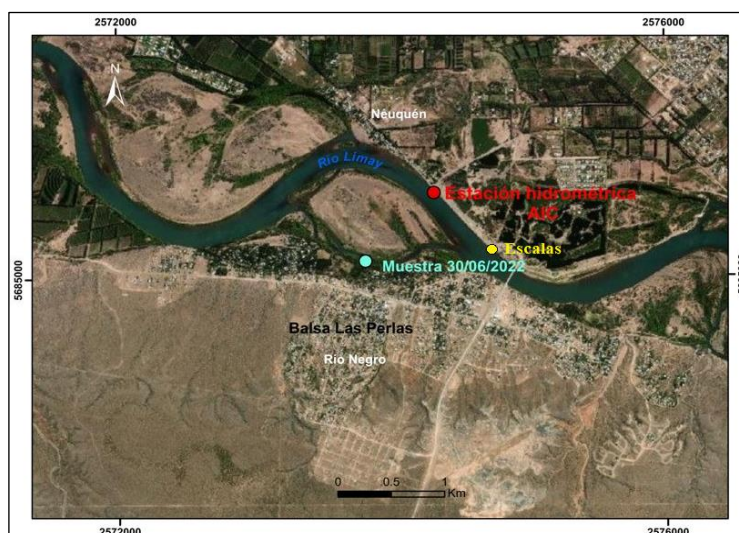 2572000
2576000
N
Neuquén
Río Limay
Estación hidrométrica
AIC
Escalas
5685000
Muestra 30/06/2022
Balsa Las Perlas
Río Negro
0 0.5 1
Km
2572000
2576000